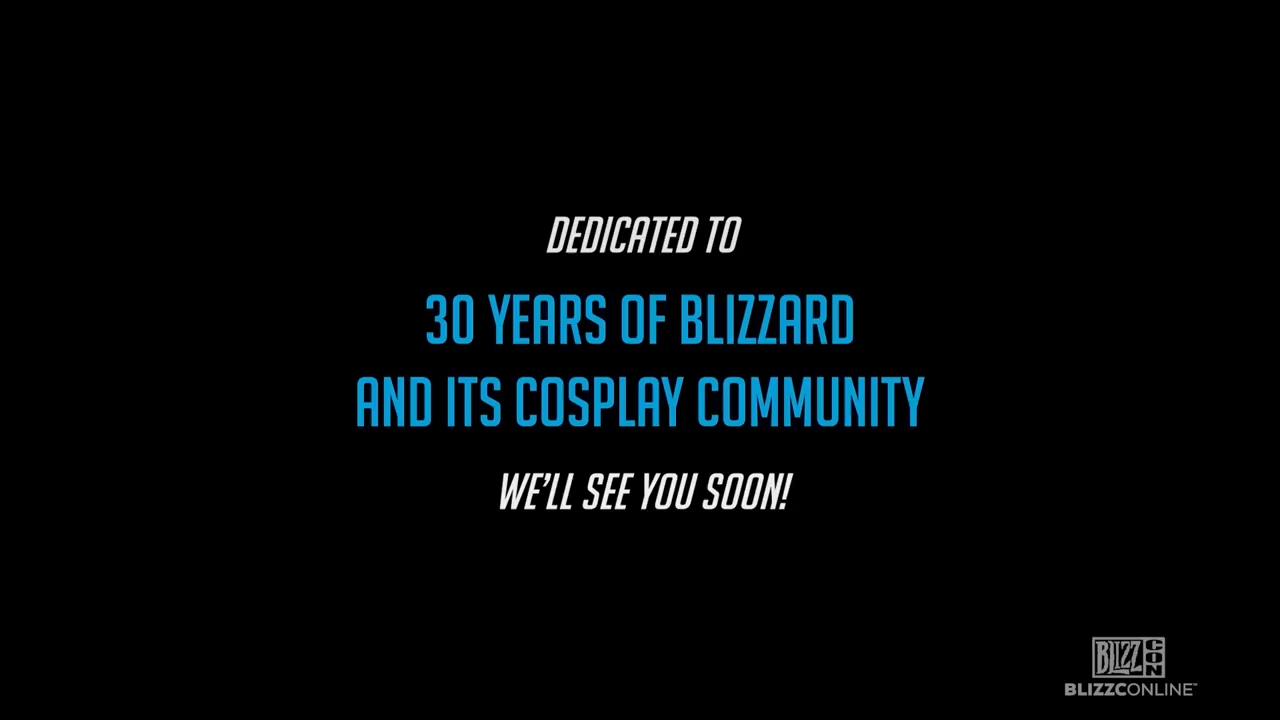 DEDICATED TO
30 YEARS OF BLIZZARD
AND ITS COSPLAY COMMUNITY
WE'LL SEE YOU SOON!
BLIZZ CON
BLIZZCONLINE™